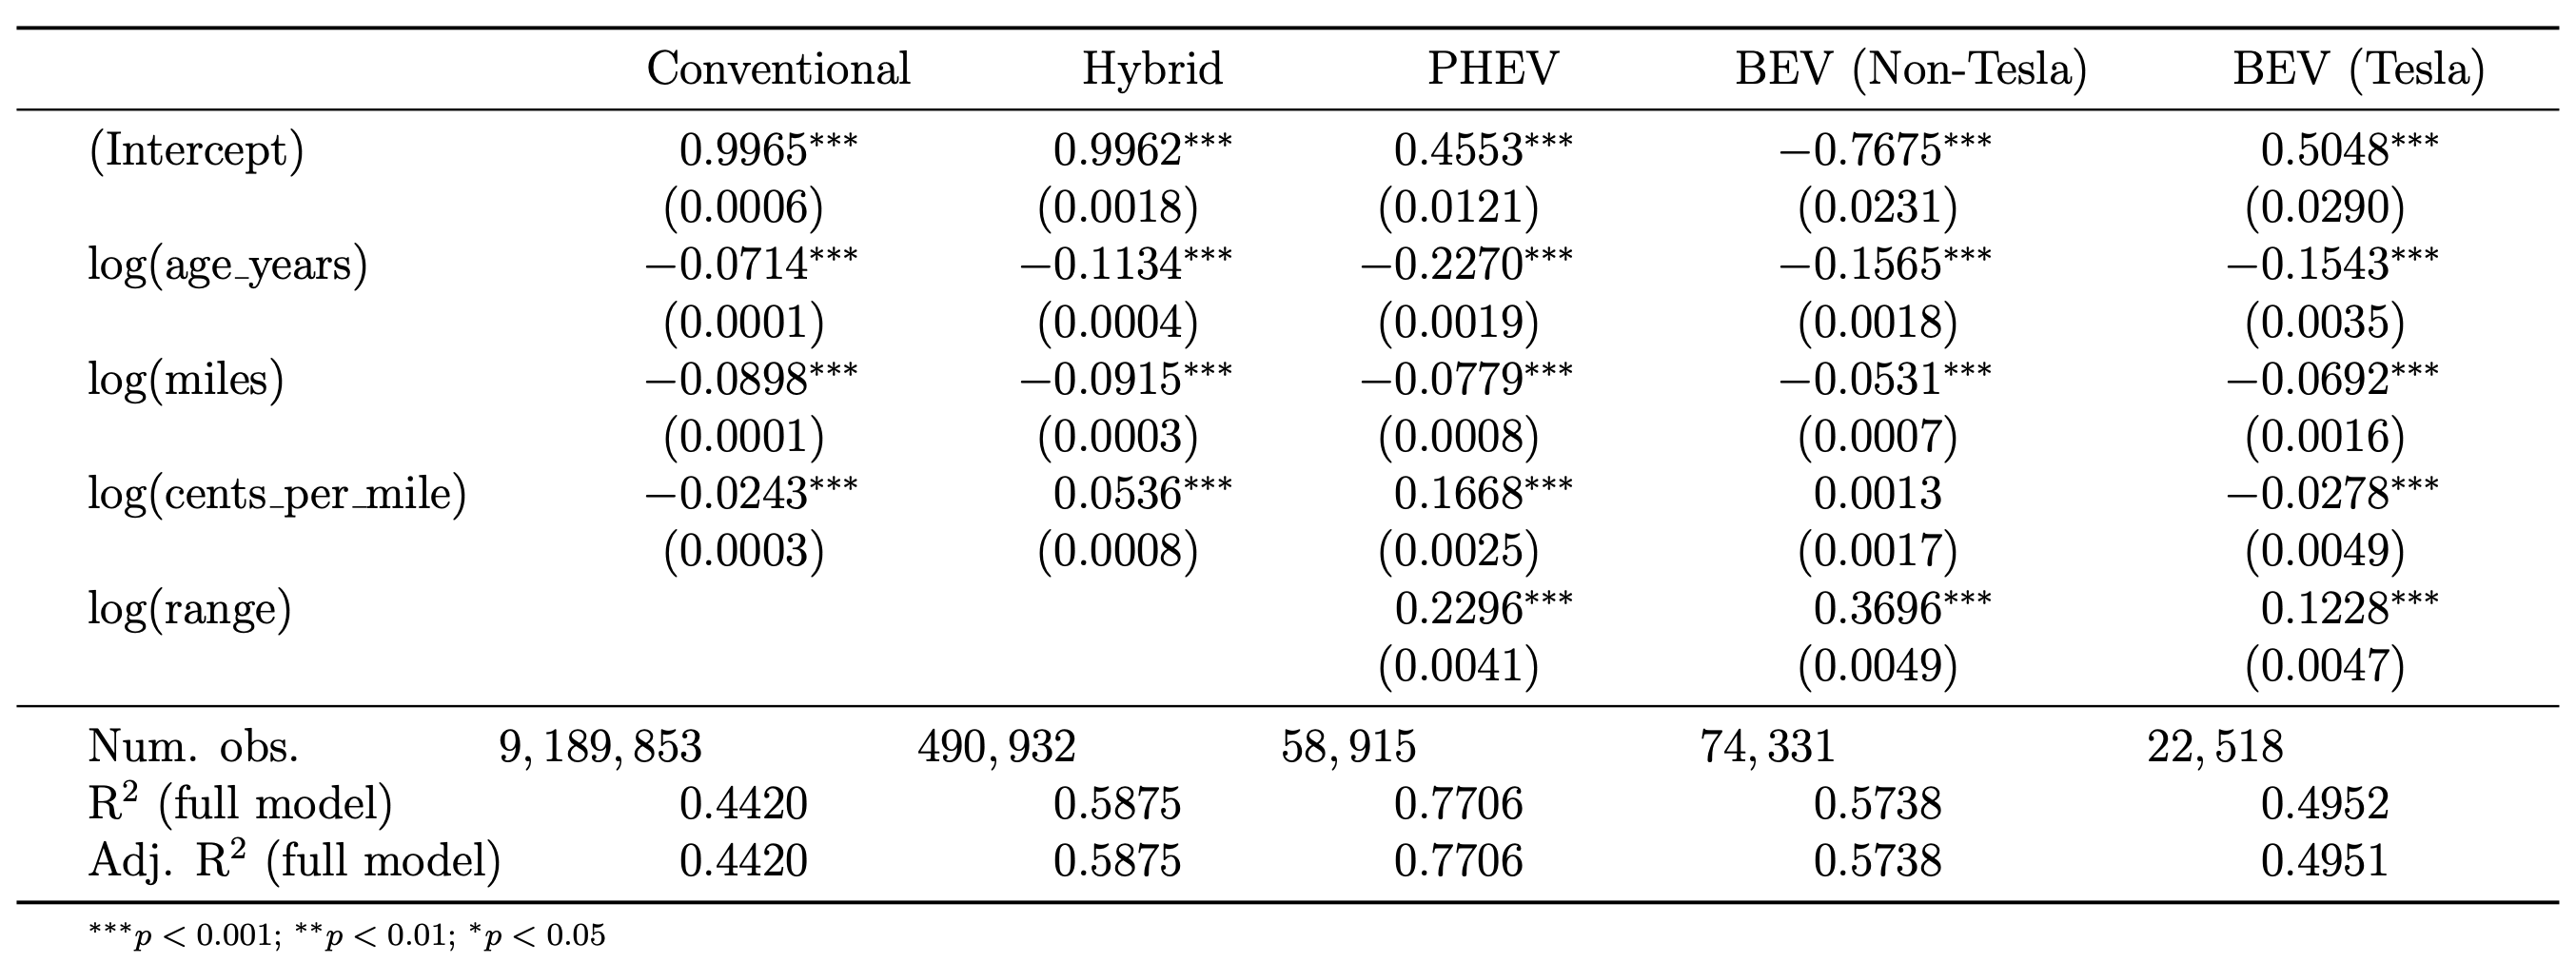 Conventional Hybrid PHEV BEV (Non-Tesla) BEV (Tesla)
(Intercept) 0.9965*** 0.9962*** 0.4553*** −0.7675*** 0.5048***
(0.0006) (0.0018) (0.0121) (0.0231) (0.0290)
log(age_years) −0.0714*** −0.1134*** −0.2270*** −0.1565*** −0.1543***
(0.0001) (0.0004) (0.0019) (0.0018) (0.0035)
log(miles) −0.0898*** −0.0915*** −0.0779*** −0.0531*** −0.0692***
(0.0001) (0.0003) (0.0008) (0.0007) (0.0016)
log(cents_per_mile) −0.0243*** 0.0536*** 0.1668*** 0.0013 −0.0278***
(0.0003) (0.0008) (0.0025) (0.0017) (0.0049)
log(range) 0.2296*** 0.3696*** 0.1228***
(0.0041) (0.0049) (0.0047)
Num. obs. 9,189,853 490,932 58,915 74,331 22,518
R² (full model) 0.4420 0.5875 0.7706 0.5738 0.4952
Adj. R² (full model) 0.4420 0.5875 0.7706 0.5738 0.4951
***p < 0.001; **p < 0.01; *p < 0.05